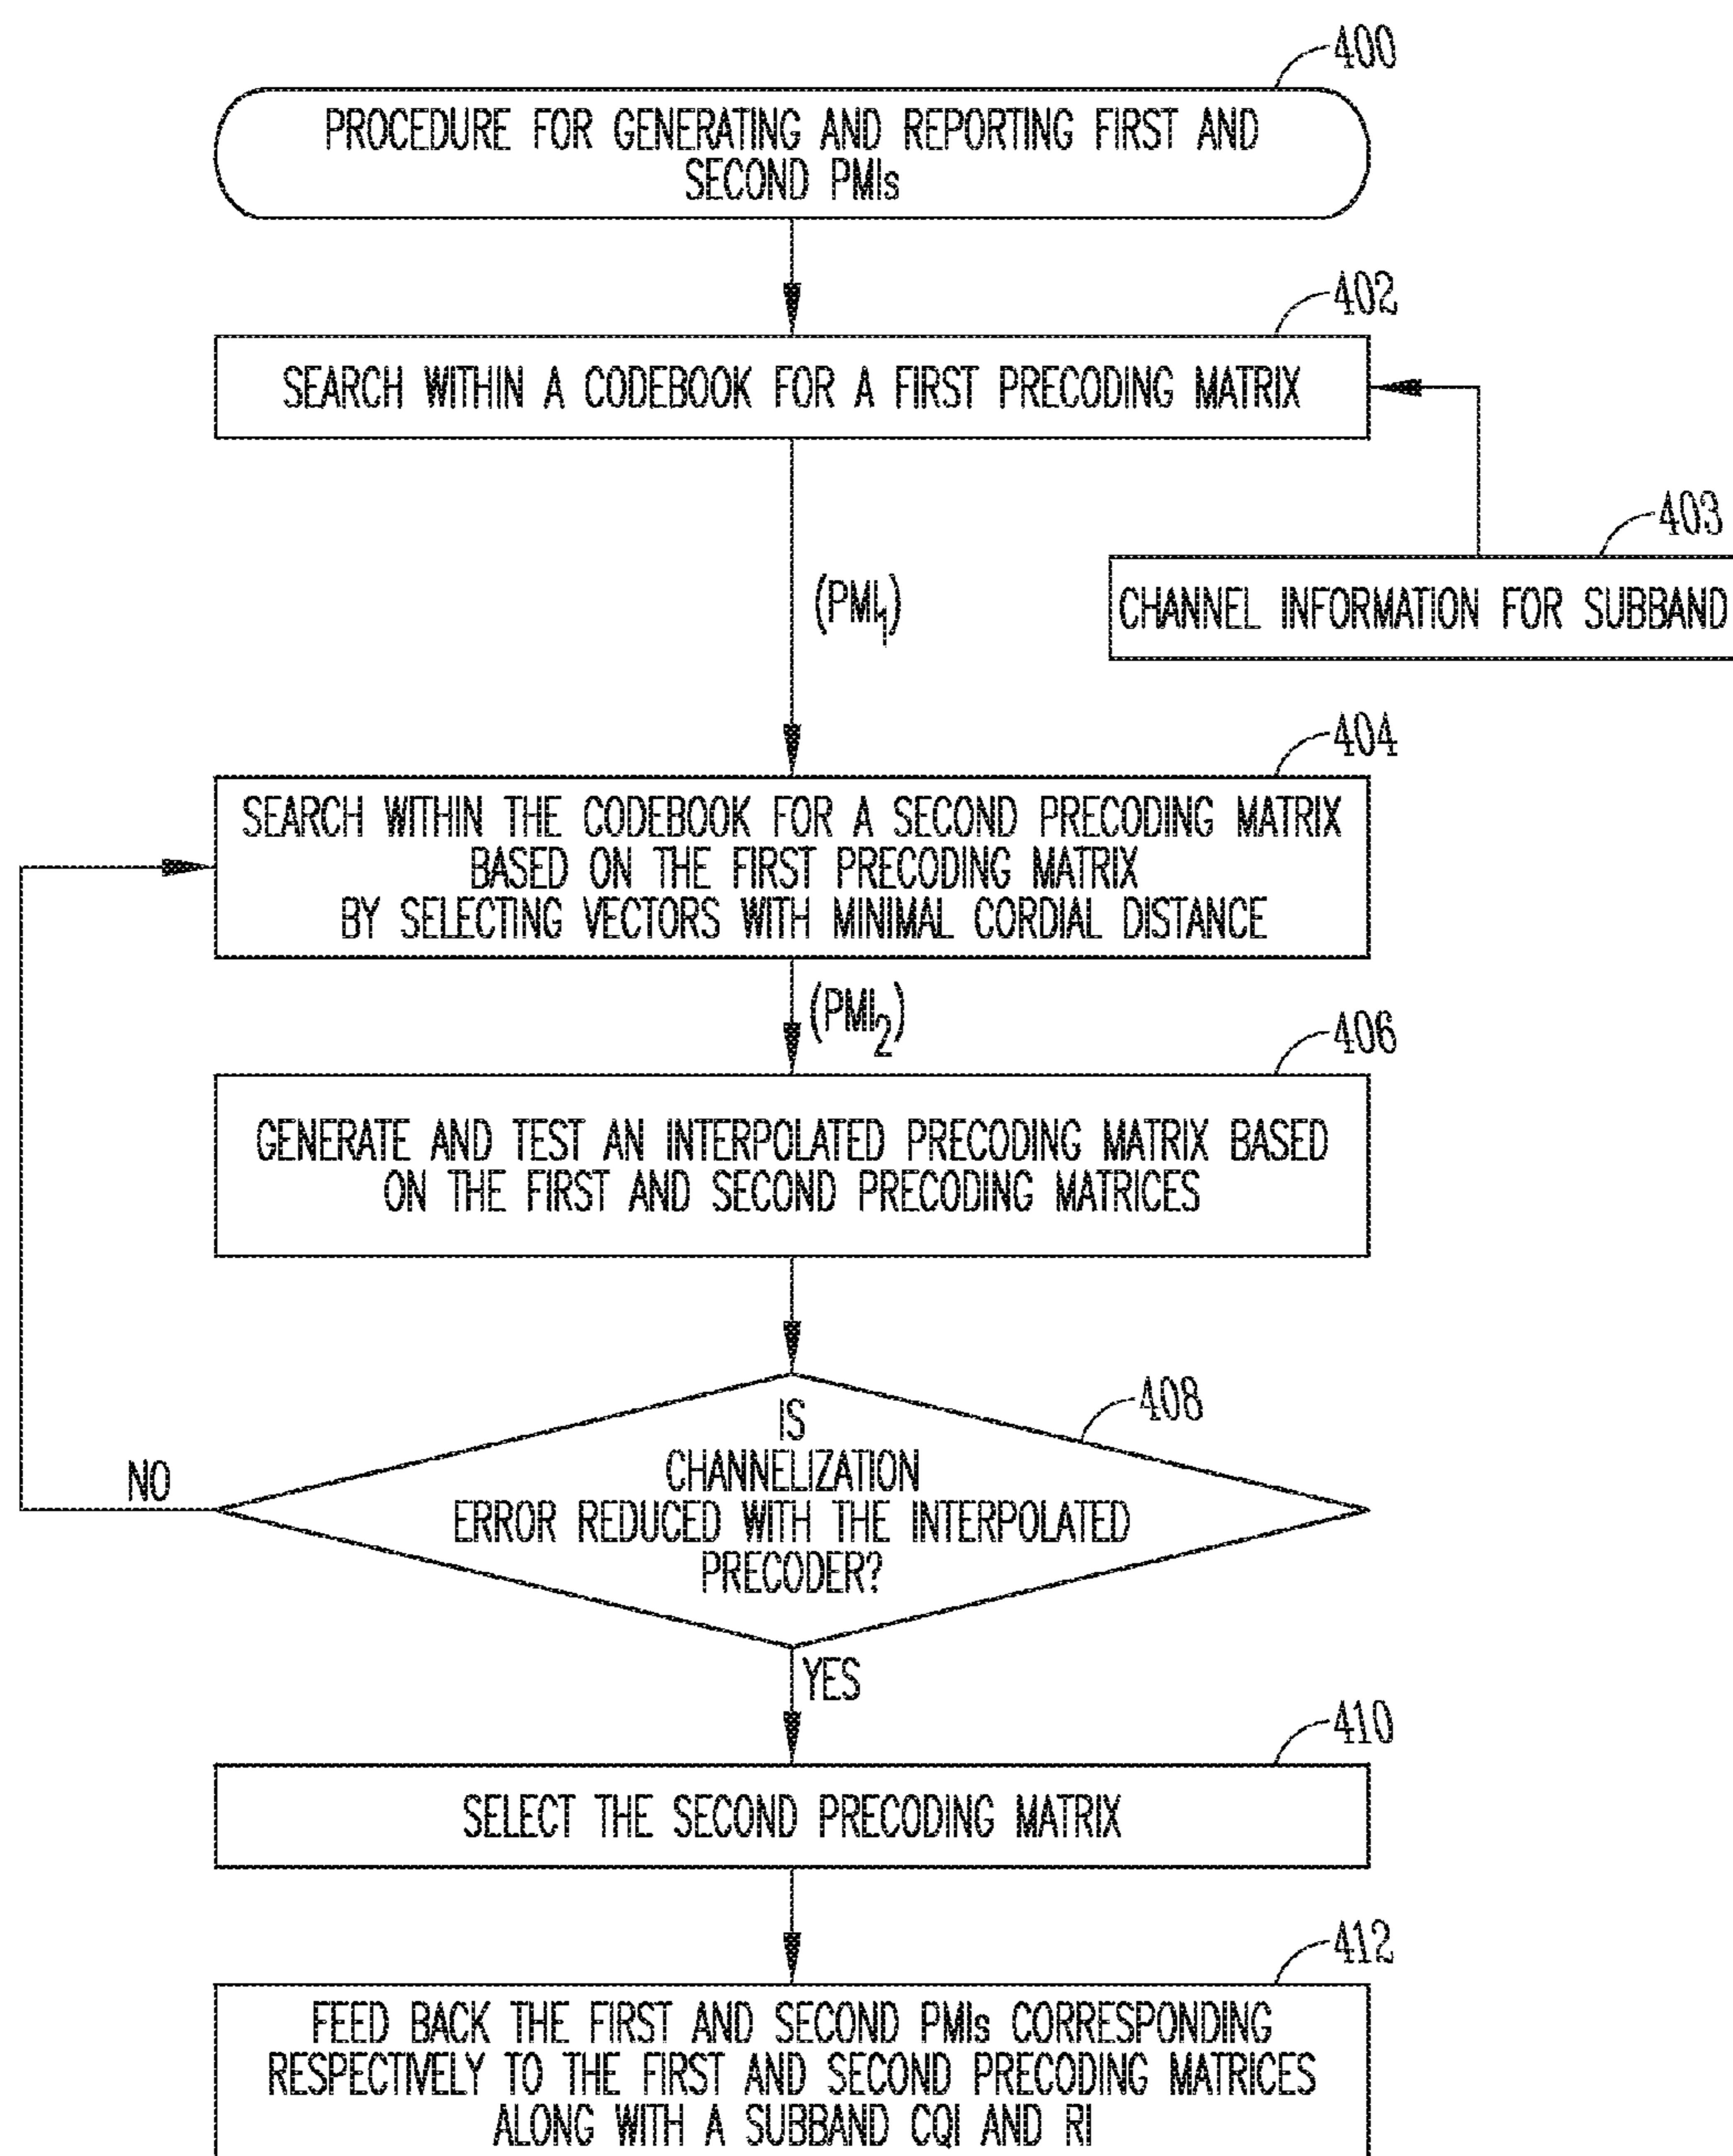 400
PROCEDURE FOR GENERATING AND REPORTING FIRST AND
SECOND PMIs
402
SEARCH WITHIN A CODEBOOK FOR A FIRST PRECODING MATRIX
403
CHANNEL INFORMATION FOR SUBBAND
(PMI1)
404
SEARCH WITHIN THE CODEBOOK FOR A SECOND PRECODING MATRIX
BASED ON THE FIRST PRECODING MATRIX
BY SELECTING VECTORS WITH MINIMAL CORDIAL DISTANCE
(PMI2)
406
GENERATE AND TEST AN INTERPOLATED PRECODING MATRIX BASED
ON THE FIRST AND SECOND PRECODING MATRICES
408
IS
CHANNELIZATION
ERROR REDUCED WITH THE INTERPOLATED
PRECODER?
NO
YES
410
SELECT THE SECOND PRECODING MATRIX
412
FEED BACK THE FIRST AND SECOND PMIs CORRESPONDING
RESPECTIVELY TO THE FIRST AND SECOND PRECODING MATRICES
ALONG WITH A SUBBAND CQI AND RI